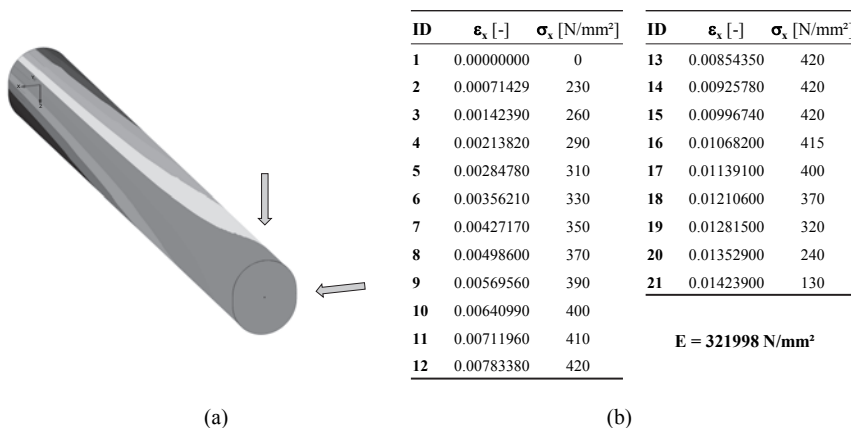 ID εx [-] σx [N/mm²]
1 0.00000000 0
2 0.00071429 230
3 0.00142390 260
4 0.00213820 290
5 0.00284780 310
6 0.00356210 330
7 0.00427170 350
8 0.00498600 370
9 0.00569560 390
10 0.00640990 400
11 0.00711960 410
12 0.00783380 420
ID εx [-] σx [N/mm²]
13 0.00854350 420
14 0.00925780 420
15 0.00996740 420
16 0.01068200 415
17 0.01139100 400
18 0.01210600 370
19 0.01281500 320
20 0.01352900 240
21 0.01423900 130
E = 321998 N/mm²
(a)
(b)